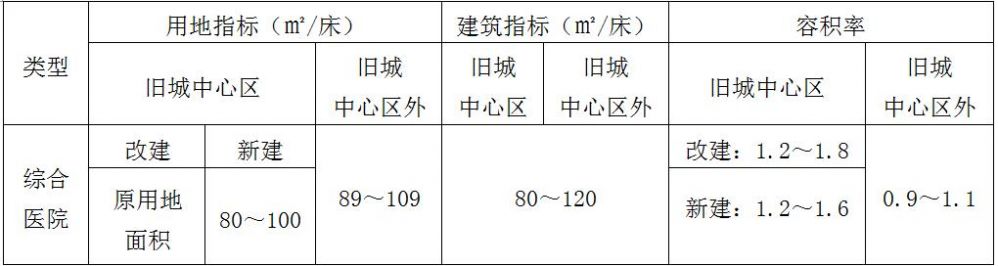 类型
用地指标（㎡/床）
建筑指标（㎡/床）
容积率
旧城中心区
旧城
中心区外
旧城
中心区
旧城
中心区外
旧城中心区
旧城
中心区外
综合
医院
改建
新建
89～109
80～120
改建：1.2～1.8
0.9～1.1
原用地
面积
80～100
新建：1.2～1.6